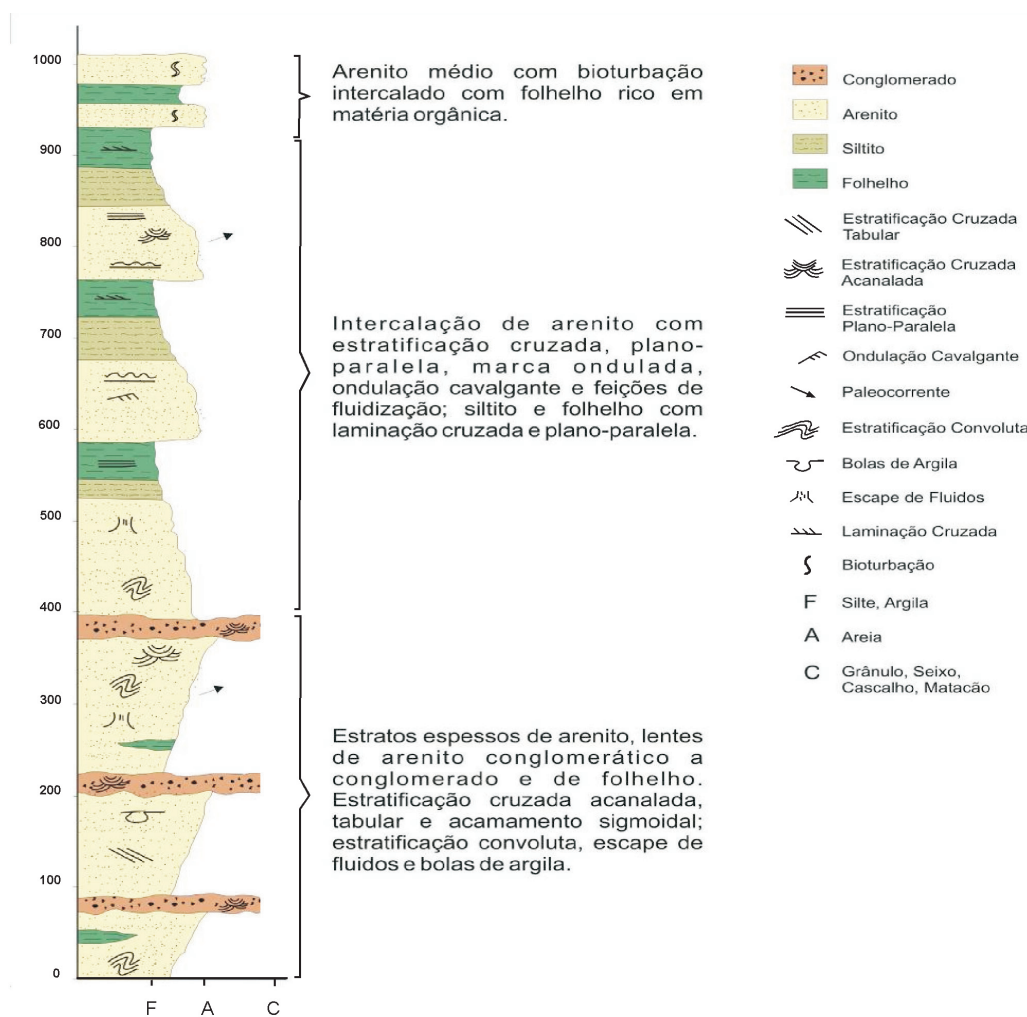 1000
900
800
700
600
500
400
300
200
100
0
F A C
Arenito médio com bioturbação
intercalado com folhelho rico em
matéria orgânica.
Intercalação de arenito com
estratificação cruzada, plano-
paralela, marca ondulada,
ondulação cavalgante e feições de
fluidização; siltito e folhelho com
laminação cruzada e plano-paralela.
Estratos espessos de arenito, lentes
de arenito conglomerático a
conglomerado e de folhelho.
Estratificação cruzada acanalada,
tabular e acamamento sigmoidal;
estratificação convoluta, escape de
fluidos e bolas de argila.
Conglomerado
Arenito
Siltito
Folhelho
Estratificação Cruzada
Tabular
Estratificação Cruzada
Acanalada
Estratificação
Plano-Paralela
Ondulação Cavalgante
Paleocorrente
Estratificação Convoluta
Bolas de Argila
Escape de Fluidos
Laminação Cruzada
Bioturbação
F Silte, Argila
A Areia
C Grânulo, Seixo,
Cascalho, Matacão